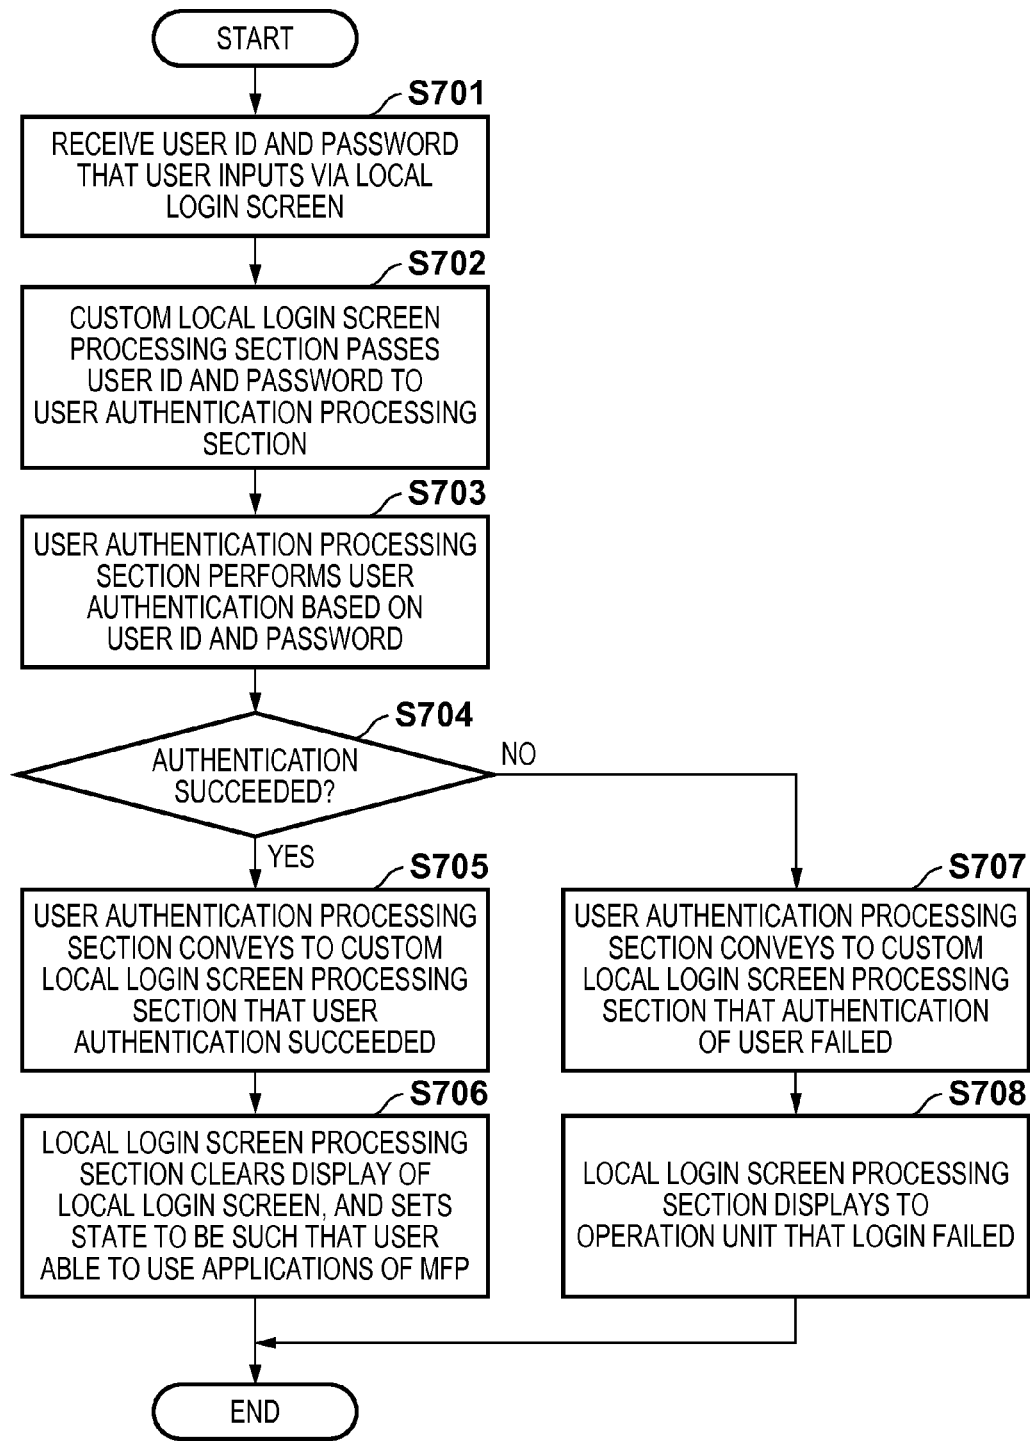 START
S701
RECEIVE USER ID AND PASSWORD
THAT USER INPUTS VIA LOCAL
LOGIN SCREEN
S702
CUSTOM LOCAL LOGIN SCREEN
PROCESSING SECTION PASSES
USER ID AND PASSWORD TO
USER AUTHENTICATION PROCESSING
SECTION
S703
USER AUTHENTICATION PROCESSING
SECTION PERFORMS USER
AUTHENTICATION BASED ON
USER ID AND PASSWORD
S704
AUTHENTICATION
SUCCEEDED?
NO
YES
S705
USER AUTHENTICATION PROCESSING
SECTION CONVEYS TO CUSTOM
LOCAL LOGIN SCREEN PROCESSING
SECTION THAT USER
AUTHENTICATION SUCCEEDED
S706
LOCAL LOGIN SCREEN PROCESSING
SECTION CLEARS DISPLAY OF
LOCAL LOGIN SCREEN, AND SETS
STATE TO BE SUCH THAT USER
ABLE TO USE APPLICATIONS OF MFP
S707
USER AUTHENTICATION PROCESSING
SECTION CONVEYS TO CUSTOM
LOCAL LOGIN SCREEN PROCESSING
SECTION THAT AUTHENTICATION
OF USER FAILED
S708
LOCAL LOGIN SCREEN PROCESSING
SECTION DISPLAYS TO
OPERATION UNIT THAT LOGIN FAILED
END